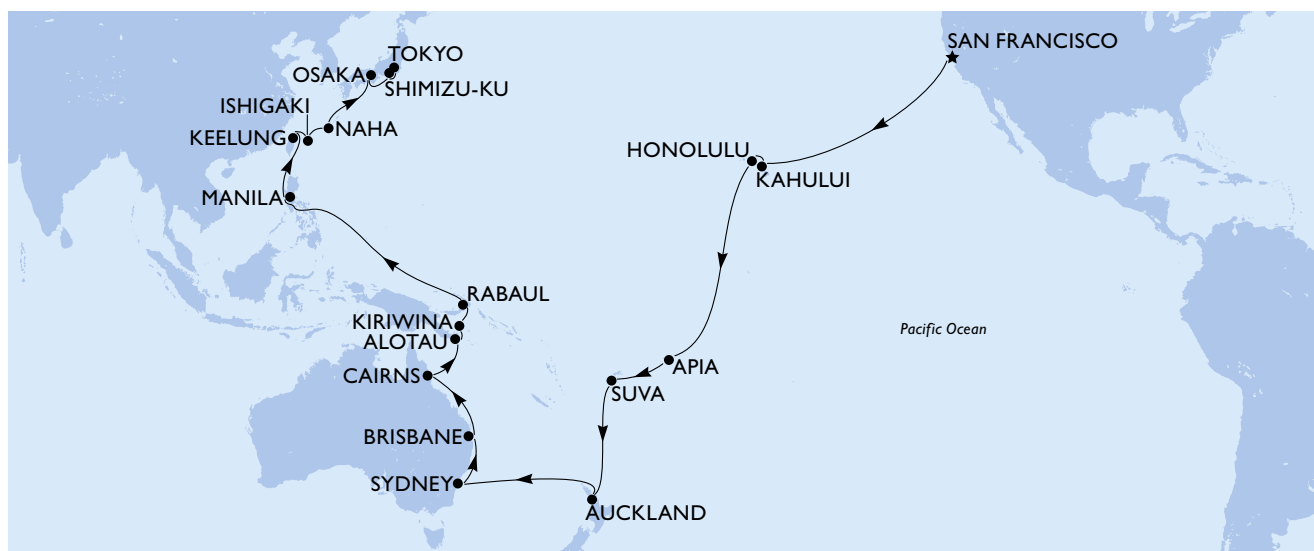 TOKYO
SAN FRANCISCO
OSAKA
SHIMIZU-KU
ISHIGAKI
NAHA
KEELUNG
HONOLULU
KAHULUI
MANILA
RABAUL
KIRIWINA
Pacific Ocean
ALOTAU
APIA
CAIRNS
SUVA
BRISBANE
SYDNEY
AUCKLAND